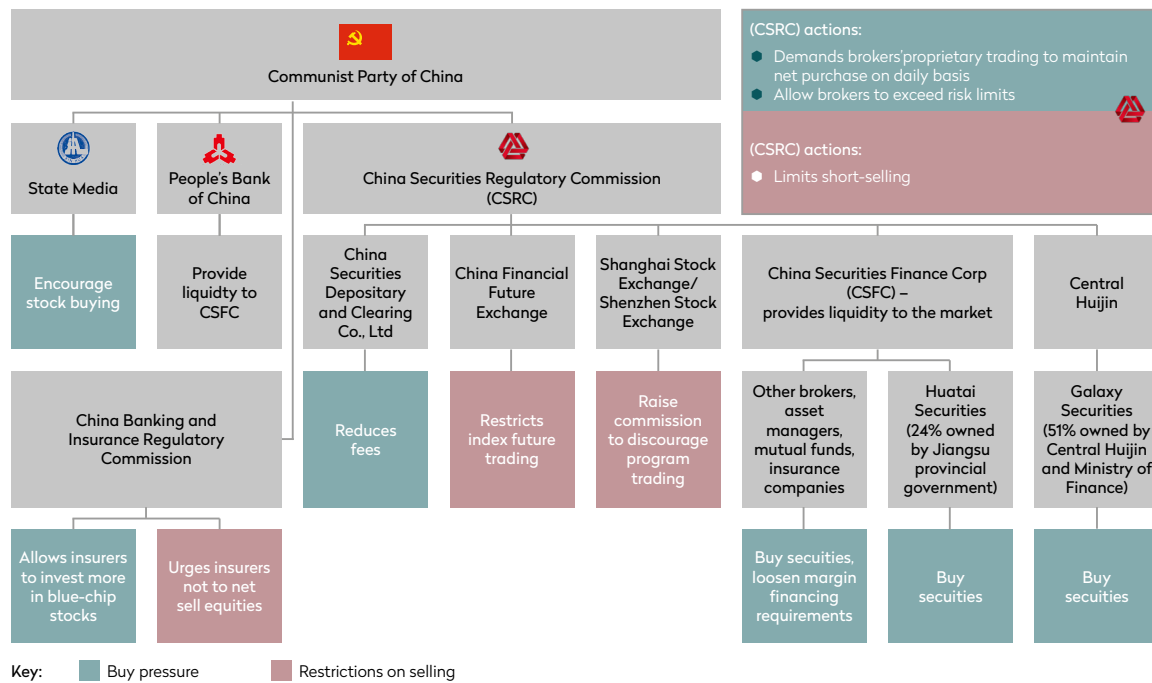 Communist Party of China
(CSRC) actions:
Demands brokers'proprietary trading to maintain
net purchase on daily basis
Allow brokers to exceed risk limits
(CSRC) actions:
Limits short-selling
State Media
People's Bank
of China
China Securities Regulatory Commission
(CSRC)
Encourage
stock buying
Provide
liquidty to
CSFC
China
Securities
Depositary
and Clearing
Co., Ltd
China Financial
Future
Exchange
Shanghai Stock
Exchange/
Shenzhen Stock
Exchange
China Securities Finance Corp
(CSFC) –
provides liquidity to the market
Central
Huijin
China Banking and
Insurance Regulatory
Commission
Reduces
fees
Restricts
index future
trading
Raise
commission
to discourage
program
trading
Other brokers,
asset
managers,
mutual funds,
insurance
companies
Huatai
Securities
(24% owned
by Jiangsu
provincial
government)
Galaxy
Securities
(51% owned by
Central Huijin
and Ministry of
Finance)
Allows insurers
to invest more
in blue-chip
stocks
Urges insurers
not to net
sell equities
Buy secuities,
loosen margin
financing
requirements
Buy
secuities
Buy
secuities
Key:
Buy pressure
Restrictions on selling